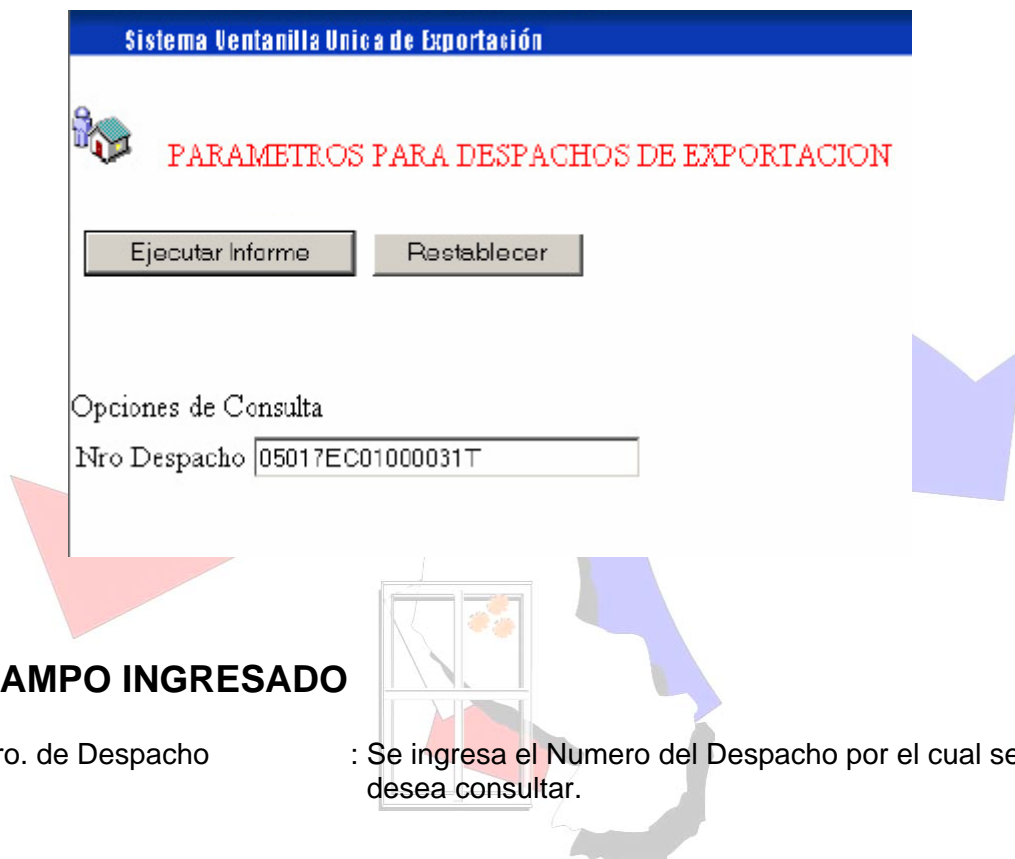 Sistema Ventanilla Unica de Exportación
PARAMETROS PARA DESPACHOS DE EXPORTACION
Ejecutar Informe Restablecer
Opciones de Consulta
Nro Despacho 05017EC01000031T
AMPO INGRESADO
ro. de Despacho : Se ingresa el Numero del Despacho por el cual se
desea consultar.